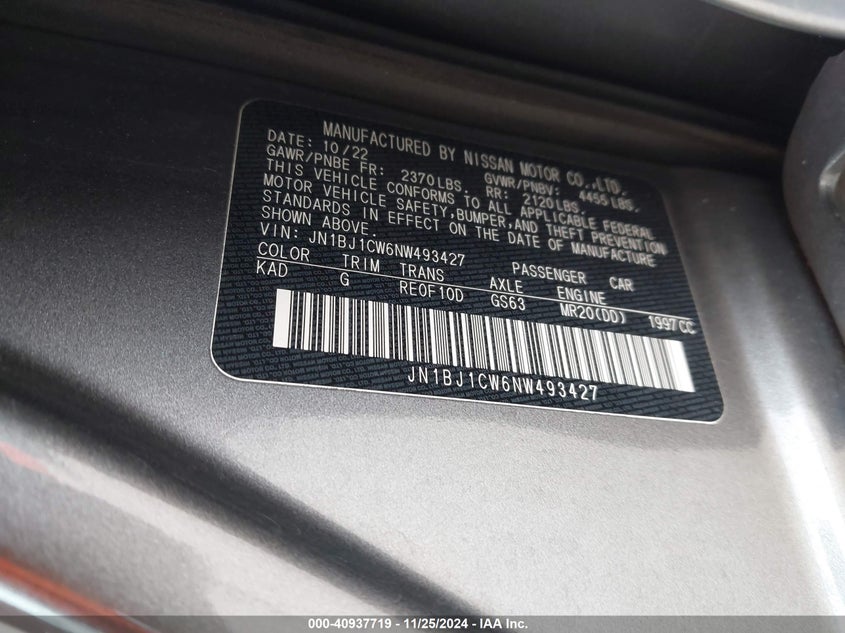 MANUFACTURED BY NISSAN MOTOR CO.,LTD.
DATE: 10/22 GVWR/PNBV: 4455 LBS.
GAWR/PNBE FR: 2370LBS. RR: 2120LBS.
THIS VEHICLE CONFORMS TO ALL APPLICABLE FEDERAL
MOTOR VEHICLE SAFETY,BUMPER,AND THEFT PREVENTION
STANDARDS IN EFFECT ON THE DATE OF MANUFACTURE
SHOWN ABOVE.
VIN: JN1BJ1CW6NW493427 PASSENGER CAR
COLOR TRIM TRANS AXLE ENGINE
KAD G RE0F10D GS63 MR20(DD) 1997CC
JN1BJ1CW6NW493427
000-40937719 - 11/25/2024 - IAA Inc.